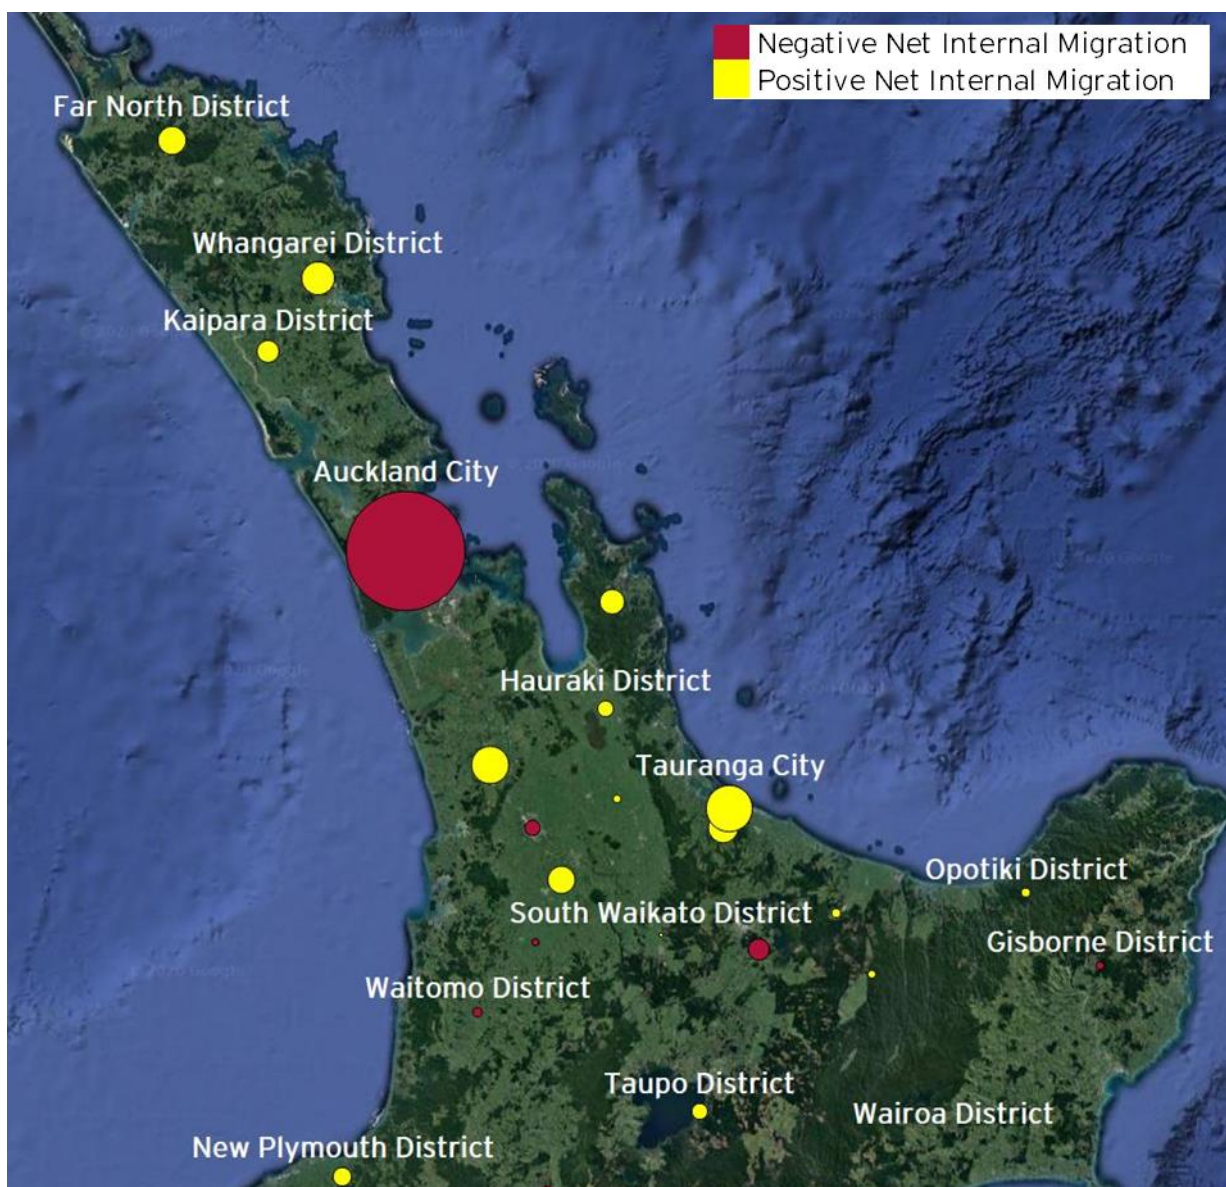 Negative Net Internal Migration
Positive Net Internal Migration
Far North District
Whangarei District
Kaipara District
Auckland City
Hauraki District
Tauranga City
Opotiki District
South Waikato District
Gisborne District
Waitomo District
Taupo District
Wairoa District
New Plymouth District